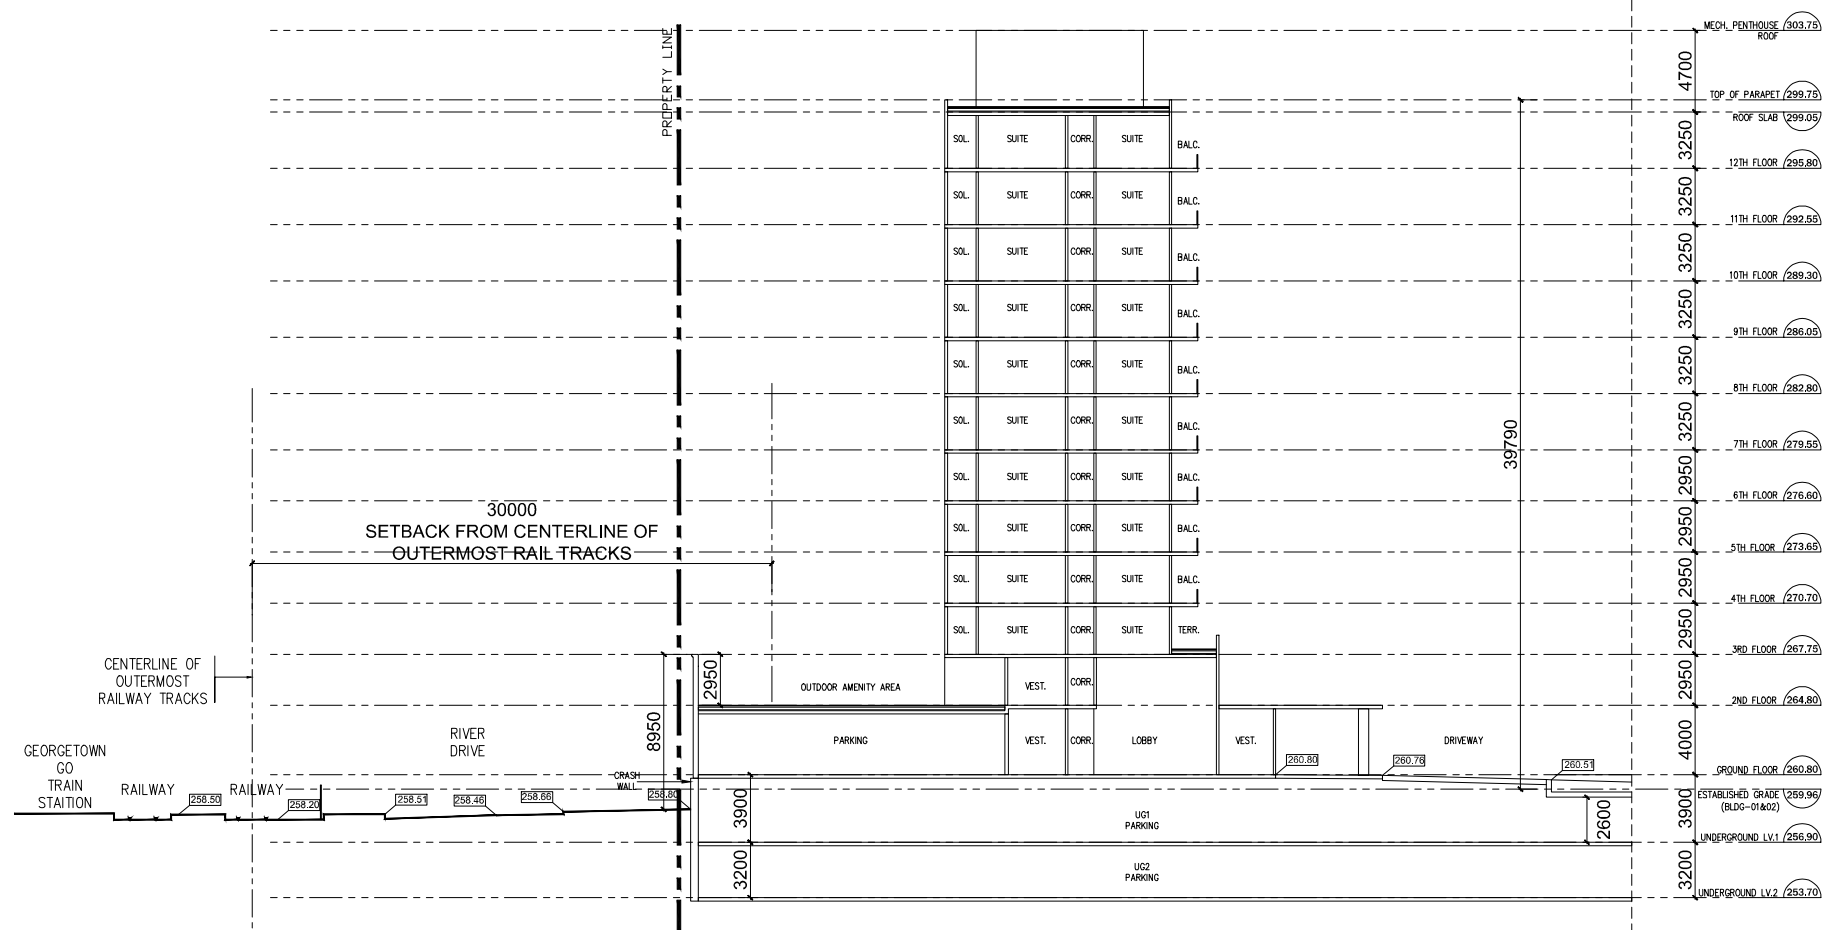 MECH. PENTHOUSE 303.75
ROOF
PROPERTY LINE
4700
TOP OF PARAPET 299.75
ROOF SLAB 299.05
SOL. SUITE CORR. SUITE BALC. 3250
12TH FLOOR 295.80
SOL. SUITE CORR. SUITE BALC. 3250
11TH FLOOR 292.55
SOL. SUITE CORR. SUITE BALC. 3250
10TH FLOOR 289.30
SOL. SUITE CORR. SUITE BALC. 3250
9TH FLOOR 286.05
SOL. SUITE CORR. SUITE BALC. 3250
8TH FLOOR 282.80
SOL. SUITE CORR. SUITE BALC. 3250
39790
7TH FLOOR 279.55
SOL. SUITE CORR. SUITE BALC. 2950
6TH FLOOR 276.60
30000
SETBACK FROM CENTERLINE OF
OUTERMOST RAIL TRACKS
SOL. SUITE CORR. SUITE BALC. 2950
5TH FLOOR 273.65
SOL. SUITE CORR. SUITE BALC. 2950
4TH FLOOR 270.70
SOL. SUITE CORR. SUITE TERR. 2950
3RD FLOOR 267.75
CENTERLINE OF
OUTERMOST
RAILWAY TRACKS
2950
OUTDOOR AMENITY AREA VEST. CORR. 2950
2ND FLOOR 264.80
8950
RIVER
DRIVE
PARKING VEST. CORR. LOBBY VEST. DRIVEWAY 4000
GEORGETOWN
GO
TRAIN
STAITION
RAILWAY RAILWAY
CRASH
WALL
260.80 260.76 260.51
GROUND FLOOR 260.80
258.50 258.20 258.51 258.46 258.66 258.80
ESTABLISHED GRADE 259.96
(BLDG-01&02)
3900 UG1
PARKING
2600 3900
UNDERGROUND LV.1 256.90
3200 UG2
PARKING
3200
UNDERGROUND LV.2 253.70